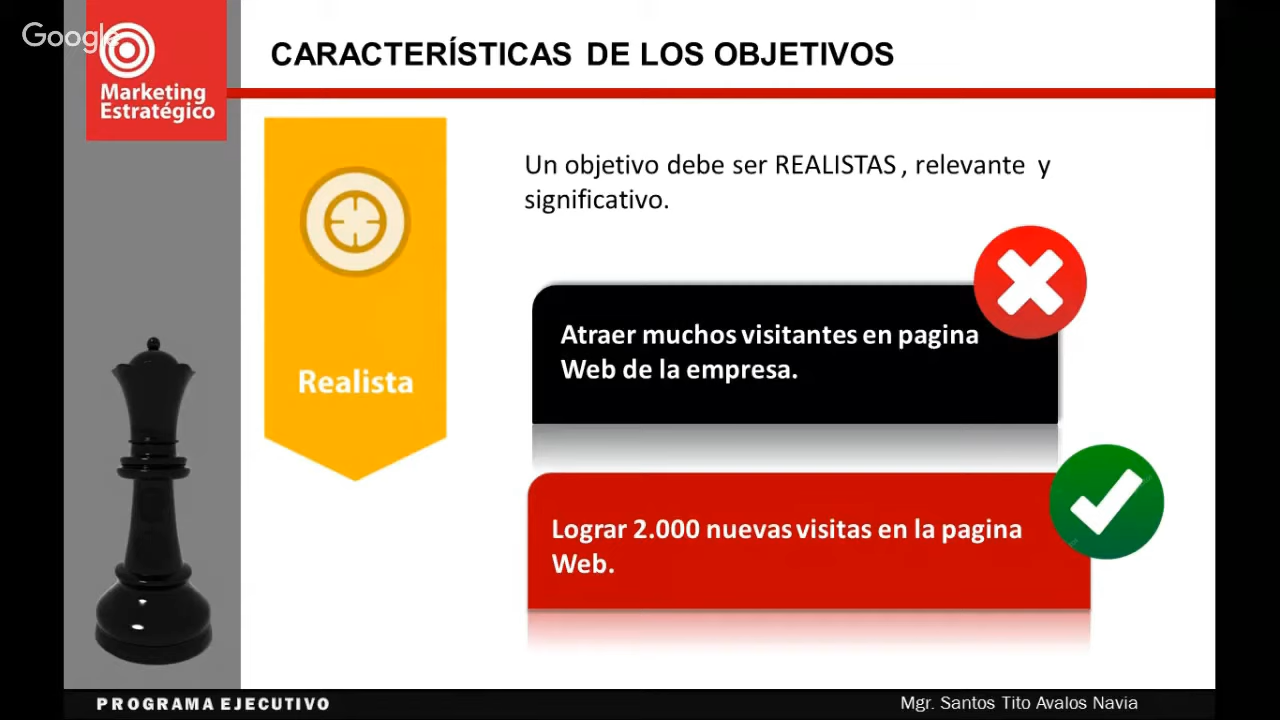 Google
Marketing
Estratégico
CARACTERÍSTICAS DE LOS OBJETIVOS
Un objetivo debe ser REALISTAS , relevante y
significativo.
Realista
Atraer muchos visitantes en pagina
Web de la empresa.
Lograr 2.000 nuevas visitas en la pagina
Web.
PROGRAMA EJECUTIVO
Mgr. Santos Tito Avalos Navia